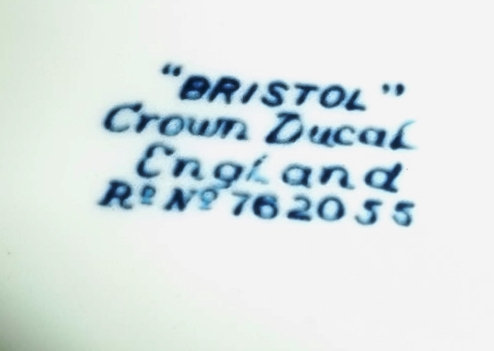 "BRISTOL"
Crown Ducal
England
Rº Nº 762055